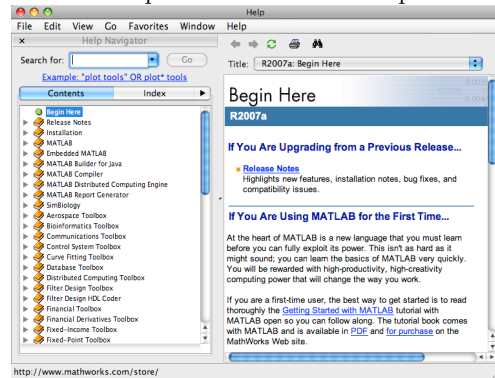 Help
File Edit View Go Favorites Window Help
Help Navigator
Search for: Go
Example: "plot tools" OR plot* tools
Contents Index
Begin Here
Release Notes
Installation
MATLAB
Embedded MATLAB
MATLAB Builder for Java
MATLAB Compiler
MATLAB Distributed Computing Engine
MATLAB Report Generator
SimBiology
Aerospace Toolbox
Bioinformatics Toolbox
Communications Toolbox
Control System Toolbox
Curve Fitting Toolbox
Database Toolbox
Distributed Computing Toolbox
Filter Design Toolbox
Filter Design HDL Coder
Financial Toolbox
Financial Derivatives Toolbox
Fixed-Income Toolbox
Fixed-Point Toolbox
Title: R2007a: Begin Here
Begin Here
R2007a
If You Are Upgrading from a Previous Release...
Release Notes
Highlights new features, installation notes, bug fixes, and
compatibility issues.
If You Are Using MATLAB for the First Time...
At the heart of MATLAB is a new language that you must learn
before you can fully exploit its power. This isn't as hard as it
might sound; you can learn the basics of MATLAB very quickly.
You will be rewarded with high-productivity, high-creativity
computing power that will change the way you work.
If you are a first-time user, the best way to get started is to read
thoroughly the Getting Started with MATLAB tutorial with
MATLAB open so you can follow along. The tutorial book comes
with MATLAB and is available in PDF and for purchase on the
MathWorks Web site.
http://www.mathworks.com/store/